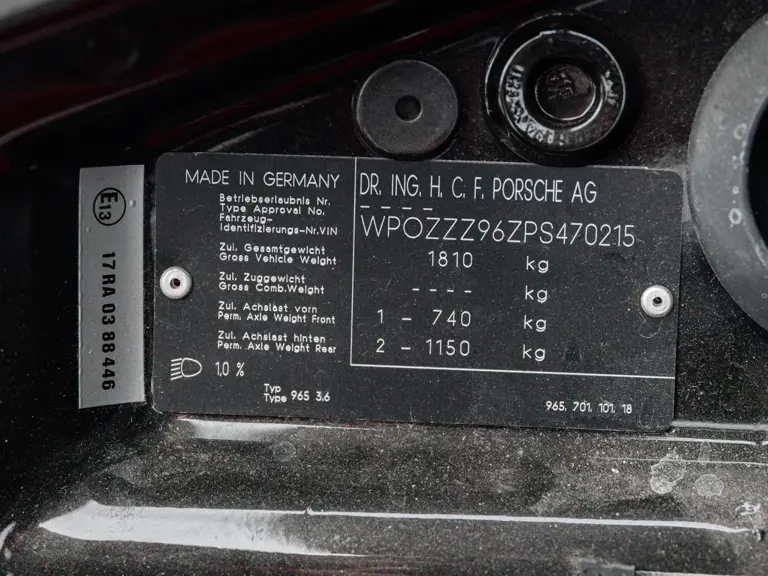 E13
17 RA 03 88 446
MADE IN GERMANY
DR. ING. H. C. F. PORSCHE AG
Betriebserlaubnis Nr.
Type Approval No.
- - - -
Fahrzeug-
Identifizierungs-Nr.VIN
WP0ZZZ96ZPS470215
Zul. Gesamtgewicht
Gross Vehicle Weight
1810 kg
Zul. Zuggewicht
Gross Comb.Weight
- - - - kg
Zul. Achslast vorn
Perm. Axle Weight Front
1 - 740 kg
Zul. Achslast hinten
Perm. Axle Weight Rear
2 - 1150 kg
1.0 %
Typ
Type 965 3.6
965. 701. 101. 18